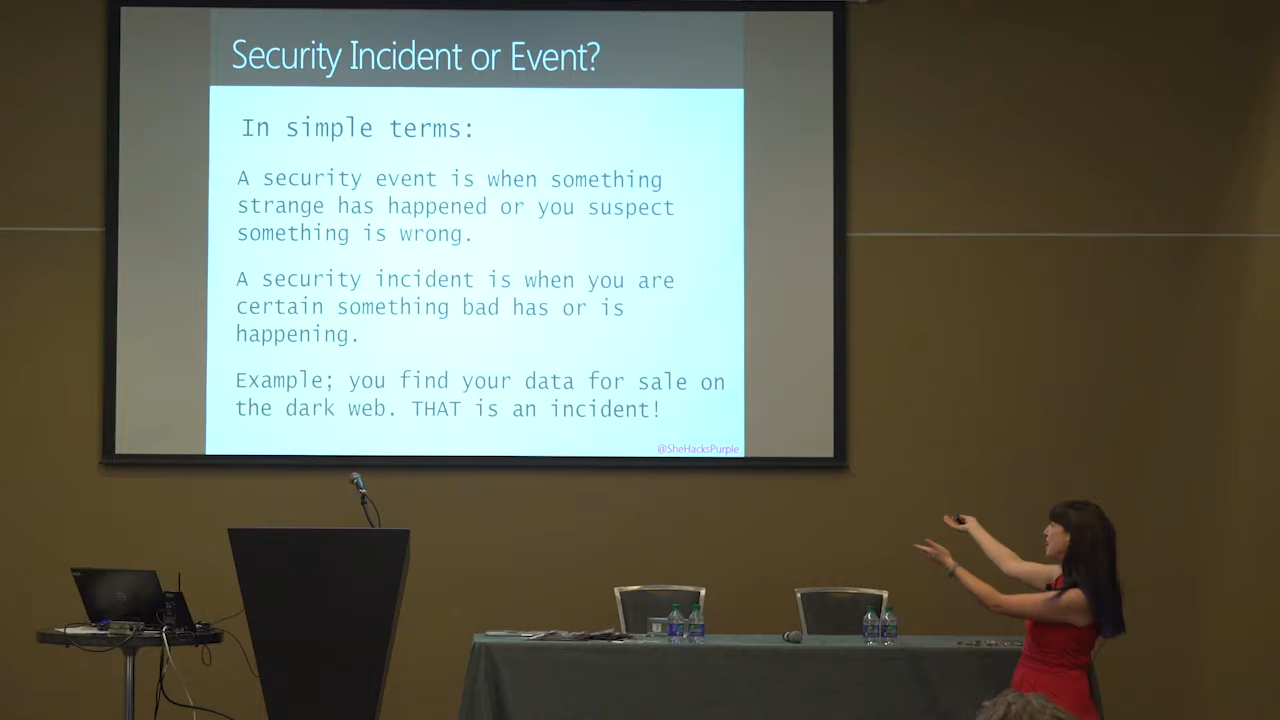 Security Incident or Event?
In simple terms:
A security event is when something
strange has happened or you suspect
something is wrong.
A security incident is when you are
certain something bad has or is
happening.
Example; you find your data for sale on
the dark web. THAT is an incident!
@SheHacksPurple